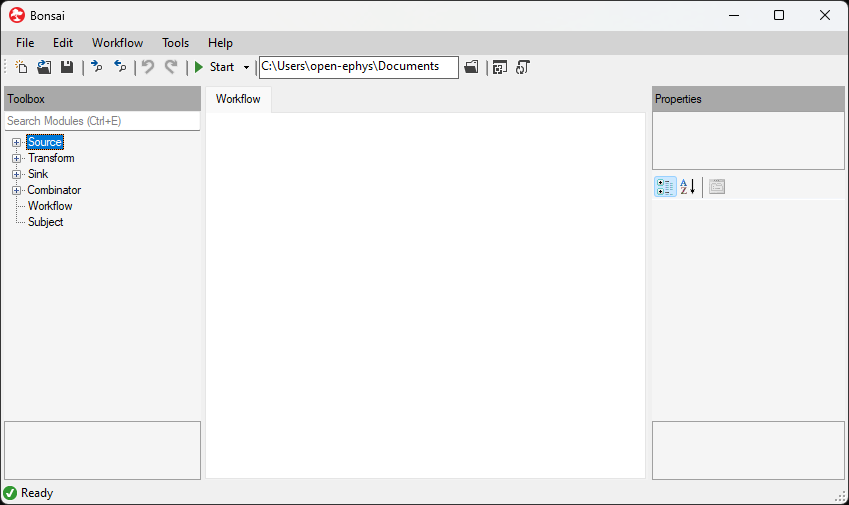 Bonsai
File Edit Workflow Tools Help
Start C:\Users\open-ephys\Documents
Toolbox
Search Modules (Ctrl+E)
Source
Transform
Sink
Combinator
Workflow
Subject
Workflow
Properties
A
Z
Ready